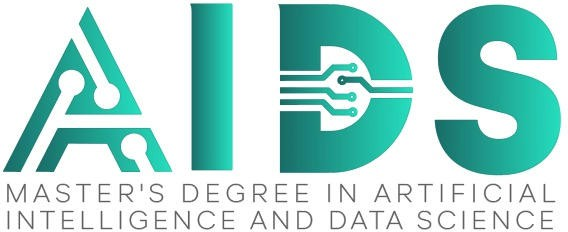 AIDS
MASTER'S DEGREE IN ARTIFICIAL
INTELLIGENCE AND DATA SCIENCE